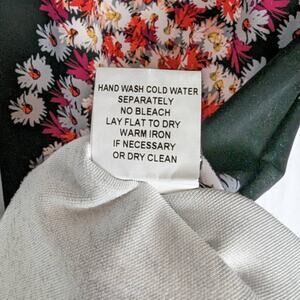 HAND WASH COLD WATER
SEPARATELY
NO BLEACH
LAY FLAT TO DRY
WARM IRON
IF NECESSARY
OR DRY CLEAN